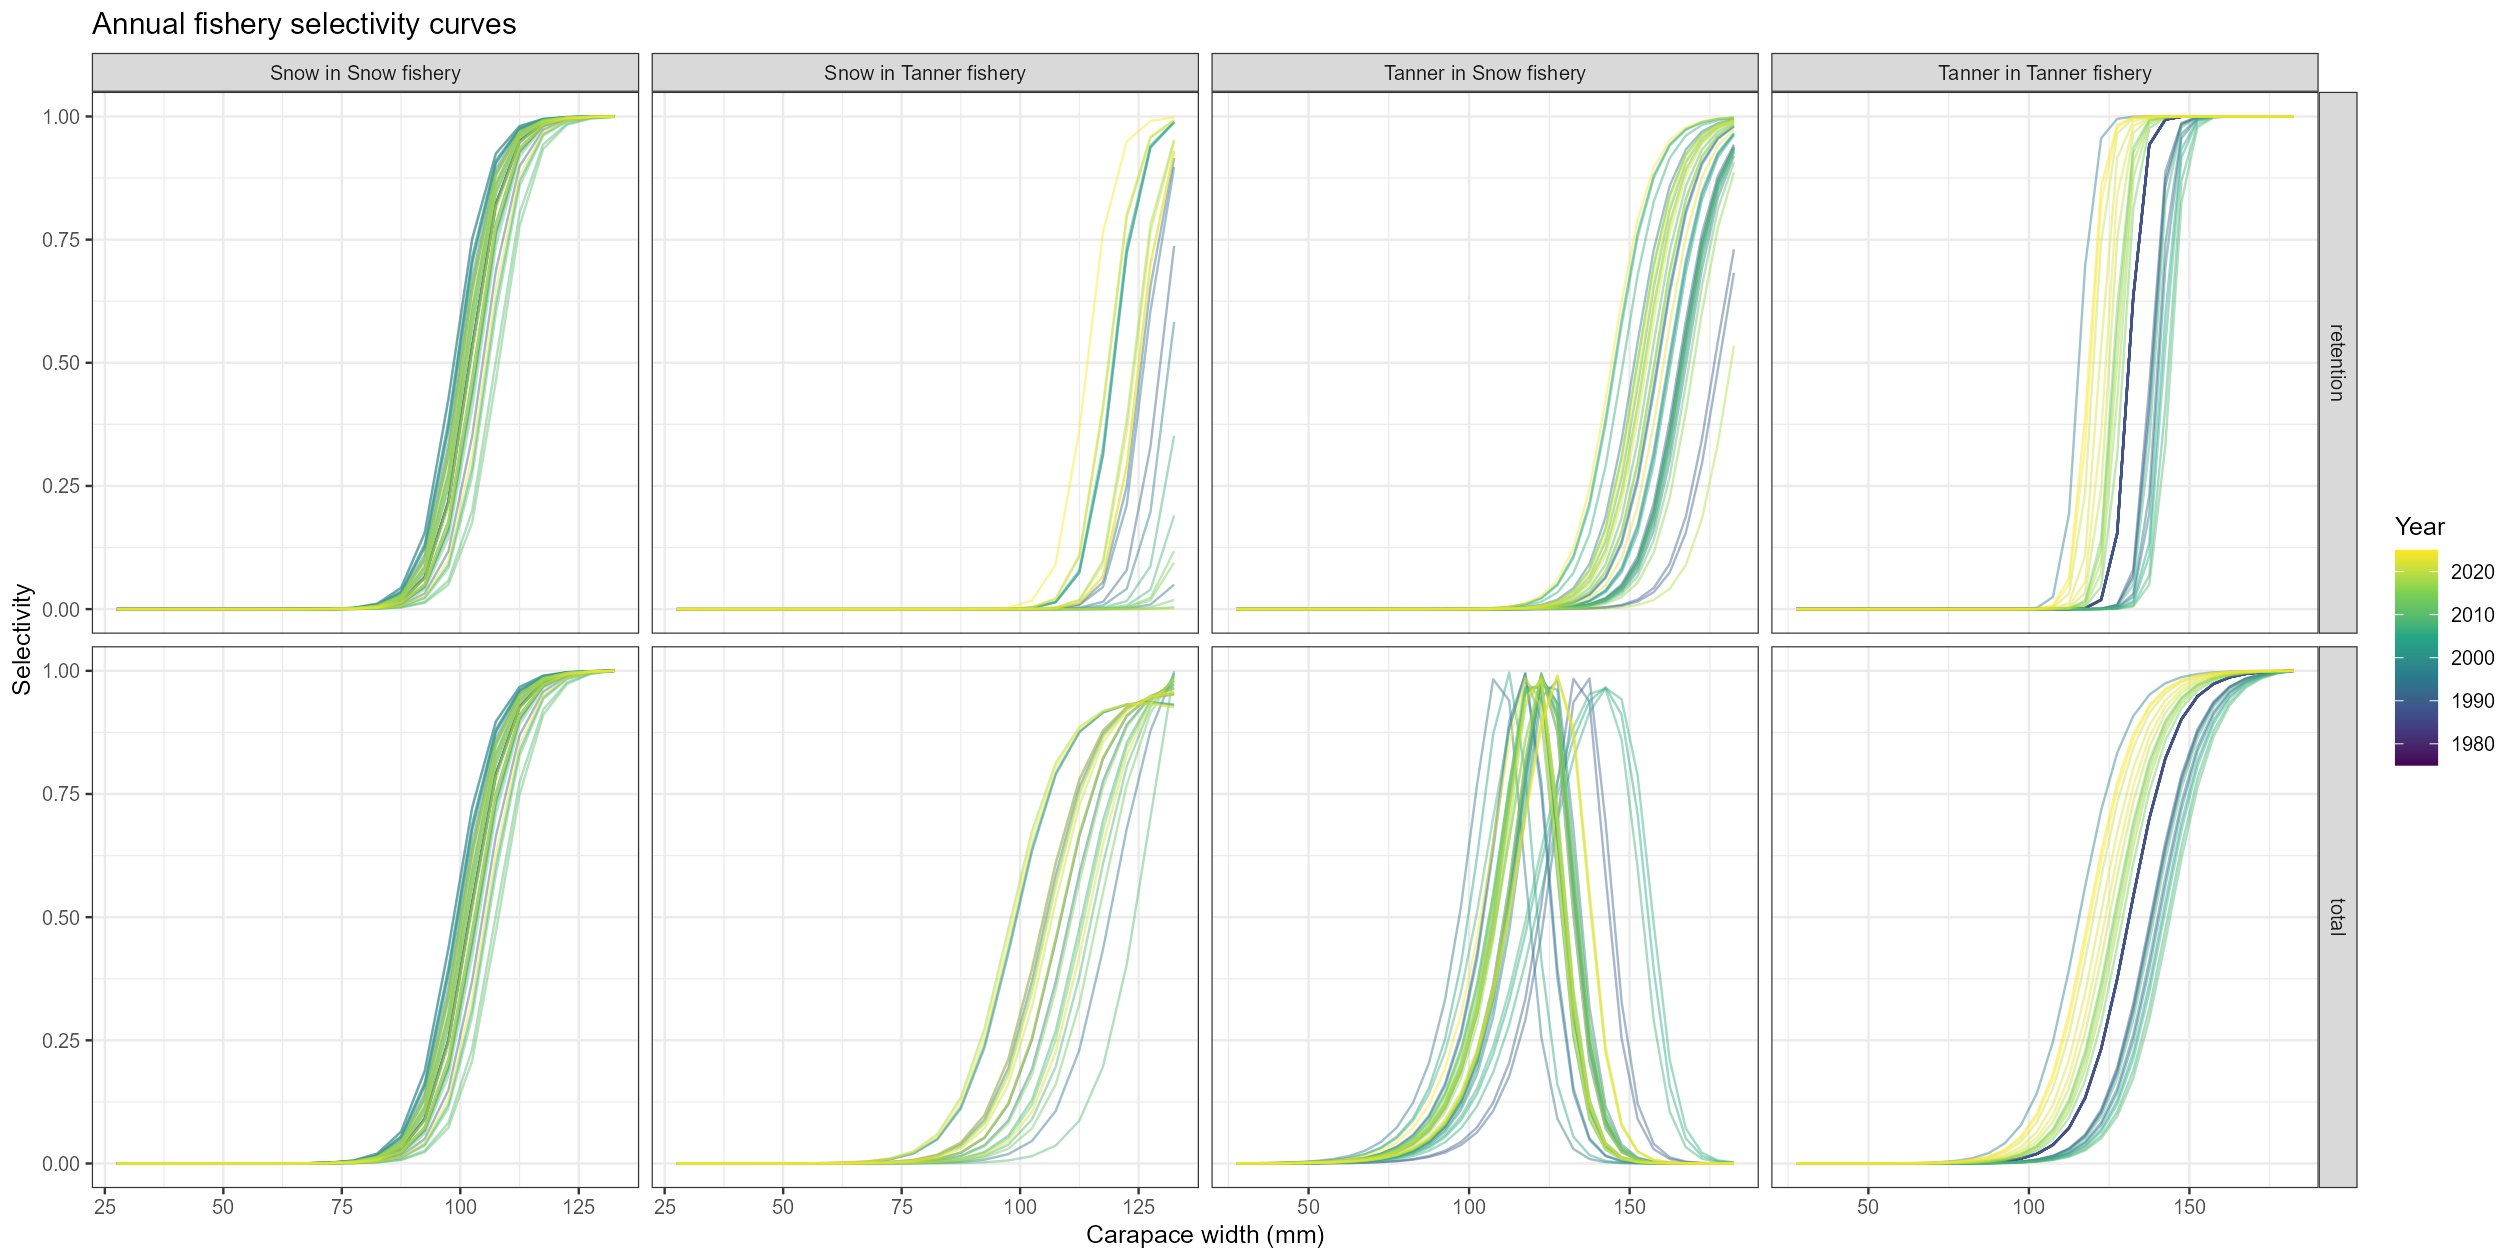 Annual fishery selectivity curves
Snow in Snow fishery
Snow in Tanner fishery
Tanner in Snow fishery
Tanner in Tanner fishery
1.00
0.75
0.50
0.25
0.00
retention
1.00
0.75
0.50
0.25
0.00
total
Selectivity
25 50 75 100 125
25 50 75 100 125
50 100 150
50 100 150
Carapace width (mm)
Year
2020
2010
2000
1990
1980